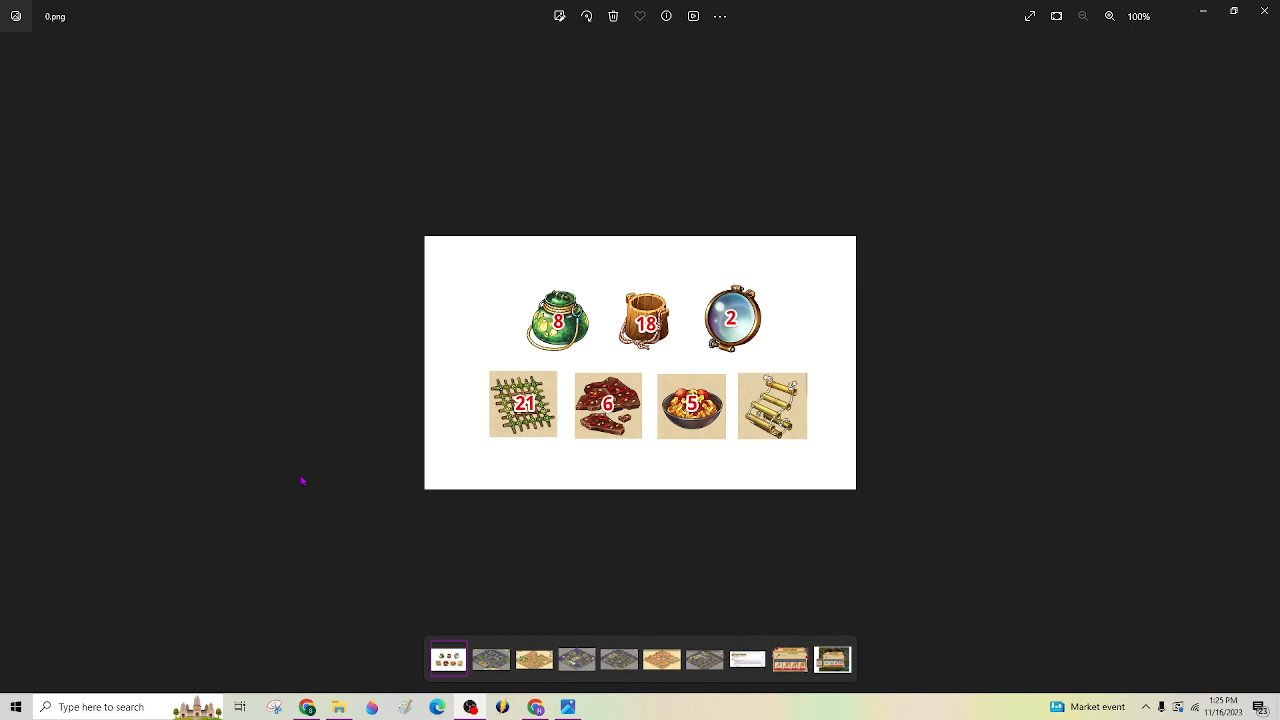 0.png
100%
8
18
2
21
6
5
Type here to search
Market event
1:25 PM
11/16/2023